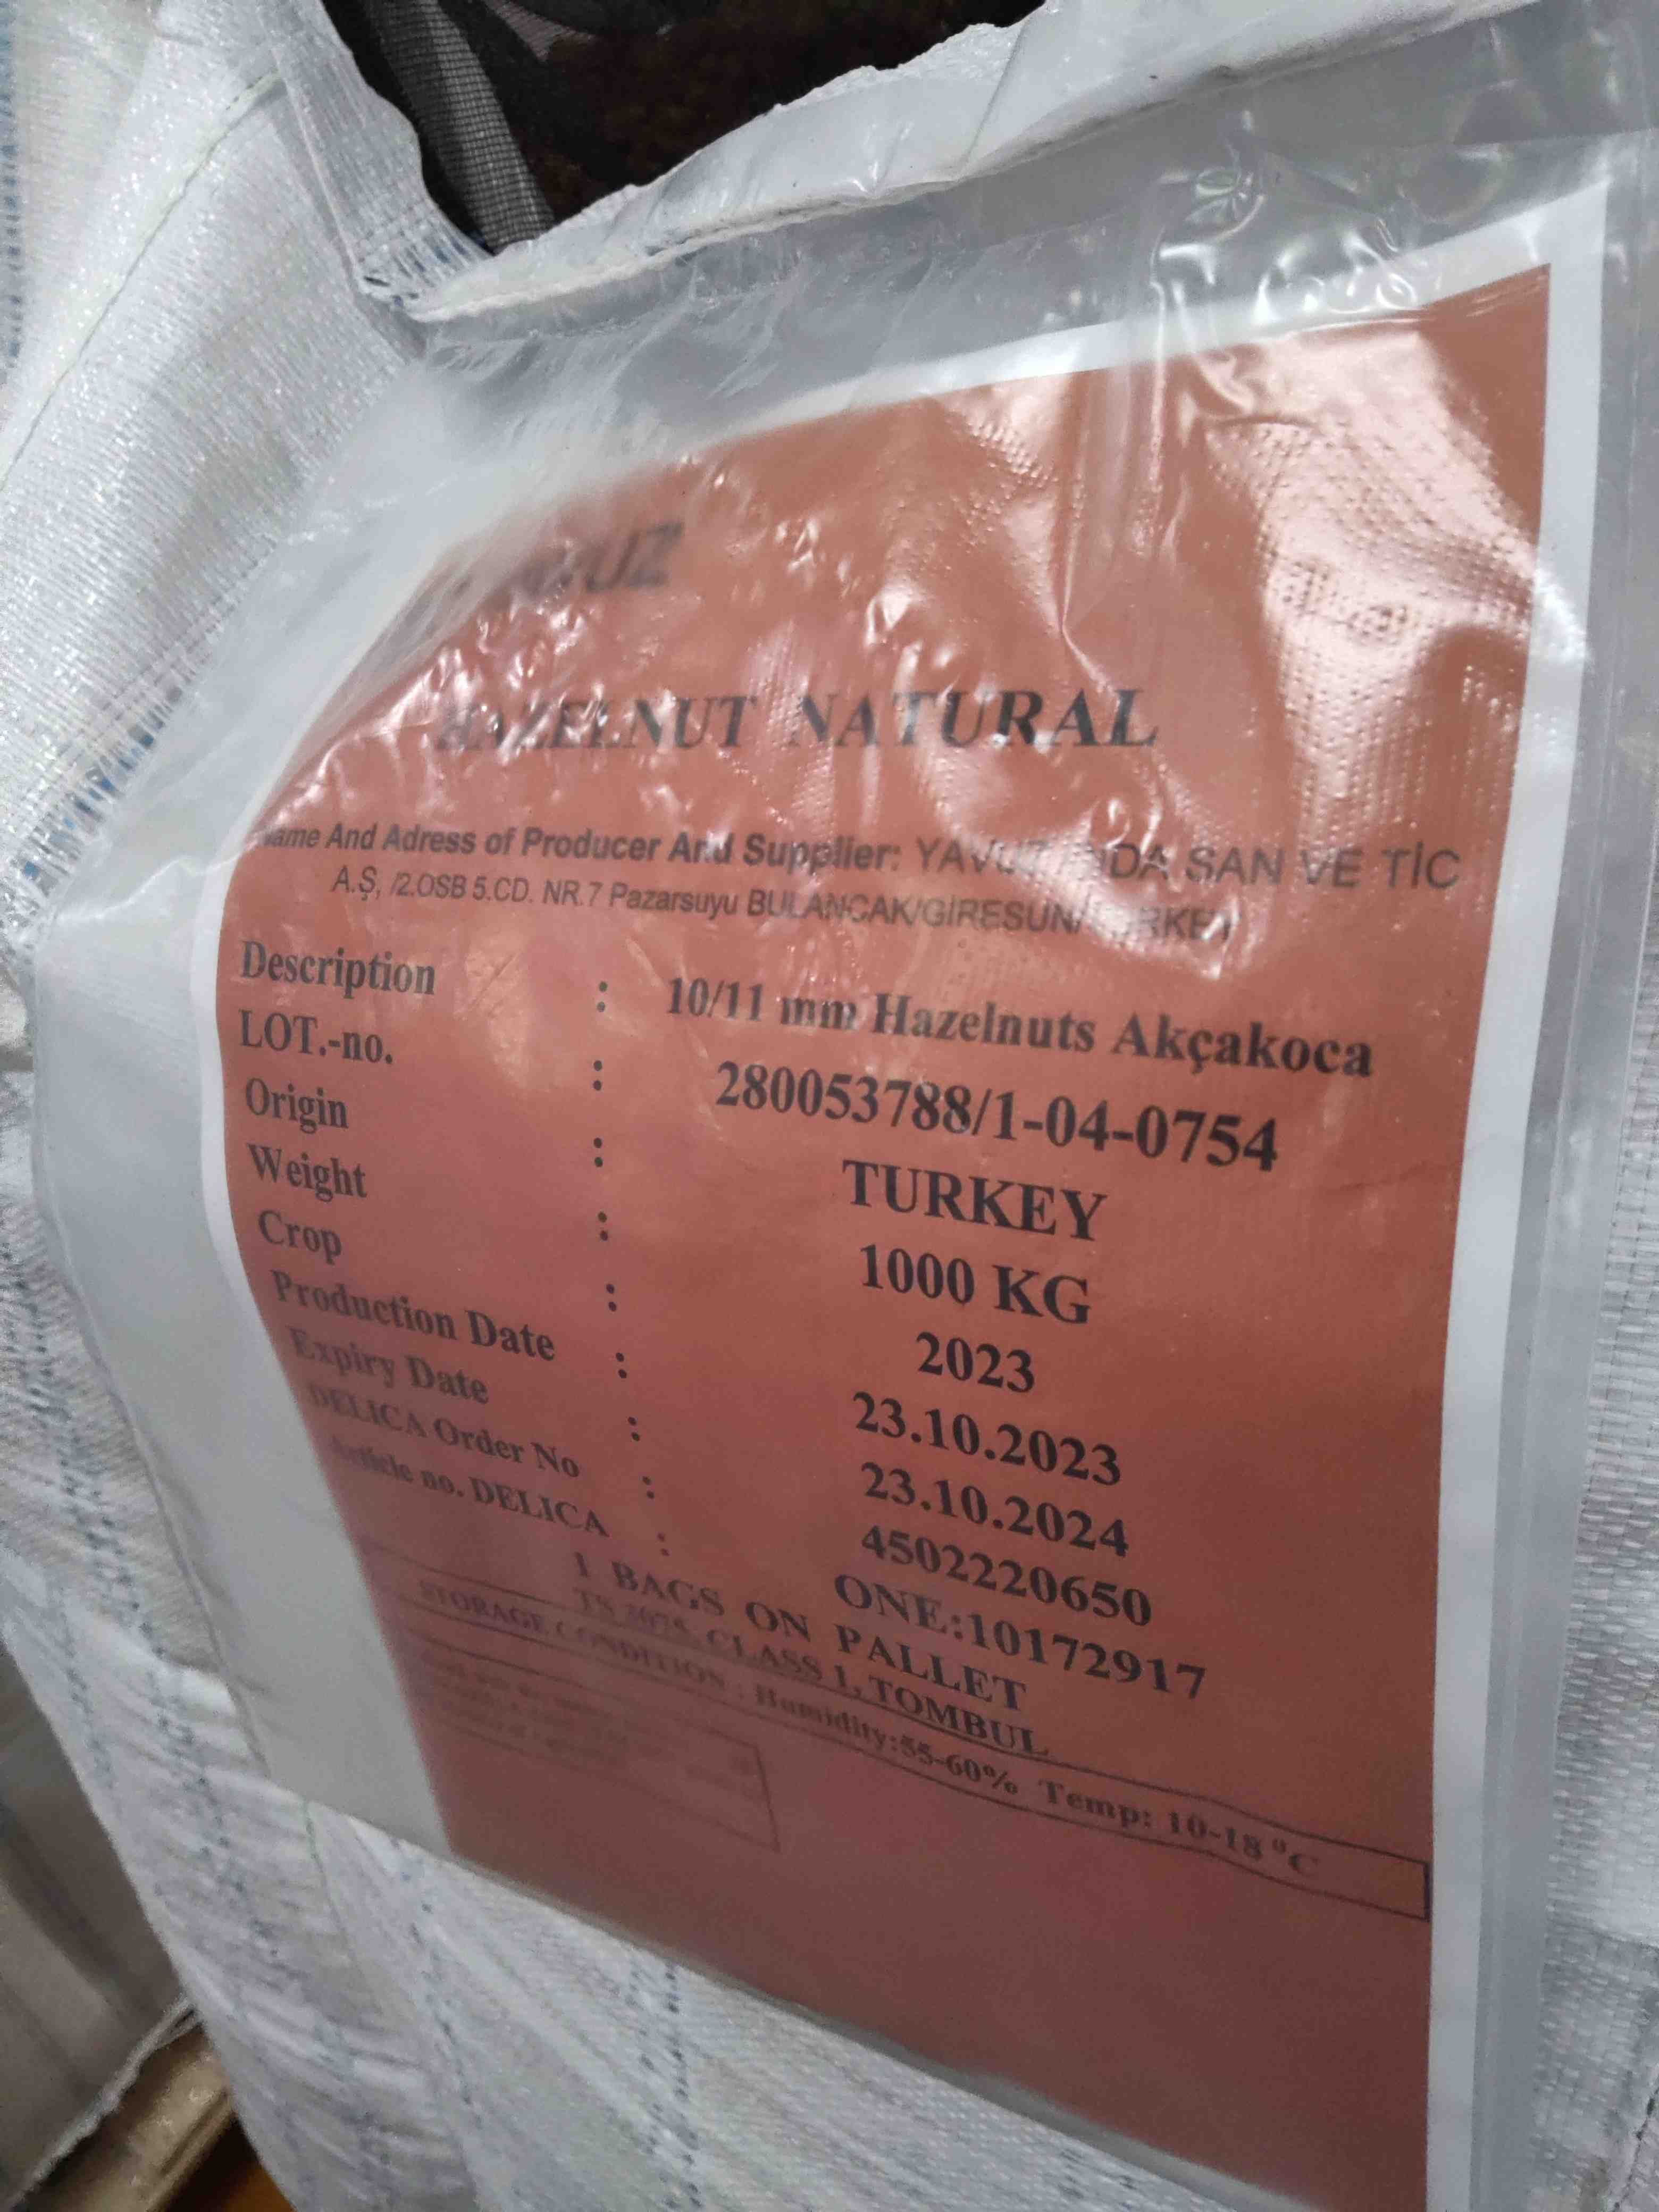 HAZELNUT NATURAL
Name And Adress of Producer And Supplier: YAVUZ GIDA SAN VE TİC
A.Ş, /2.OSB 5.CD. NR.7 Pazarsuyu BULANCAK/GİRESUN/TURKEY
Description : 10/11 mm Hazelnuts Akçakoca
LOT.-no. : 280053788/1-04-0754
Origin : TURKEY
Weight : 1000 KG
Crop : 2023
Production Date : 23.10.2023
Expiry Date : 23.10.2024
DELICA Order No : 4502220650
Article no. DELICA : ONE:10172917
1 BAGS ON PALLET
CLASS 1, TOMBUL
STORAGE CONDITION : Humidity:55-60% Temp: 10-18 °C